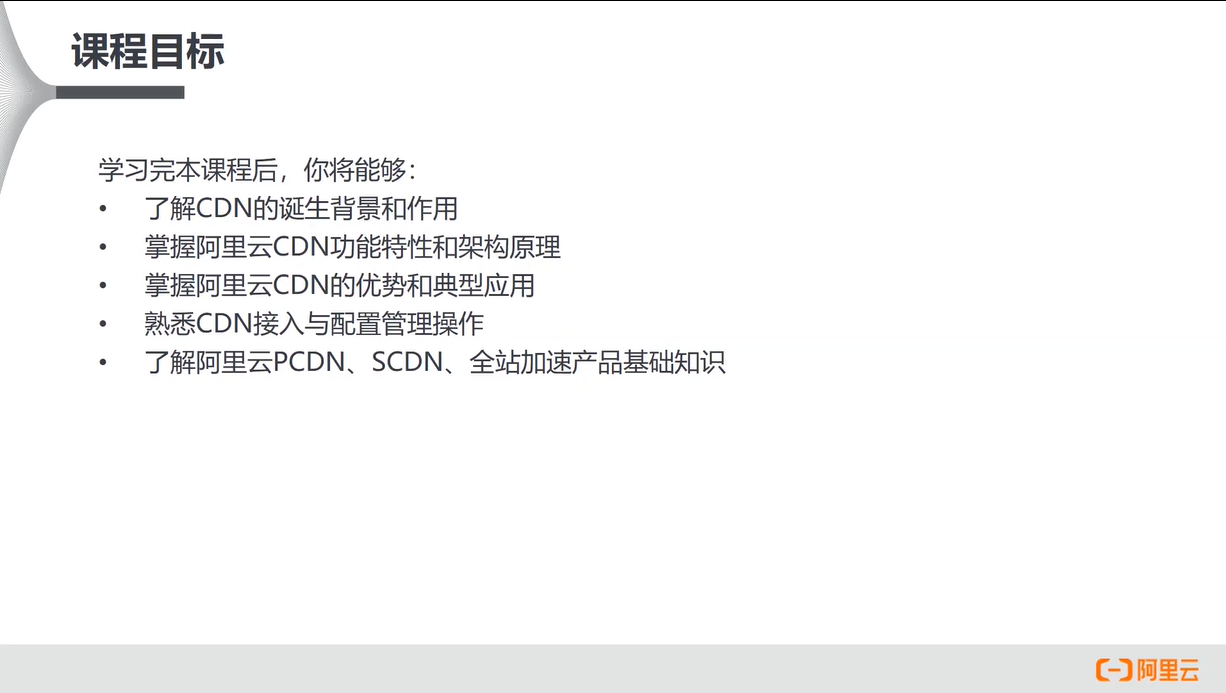 课程目标
学习完本课程后，你将能够：
• 了解CDN的诞生背景和作用
• 掌握阿里云CDN功能特性和架构原理
• 掌握阿里云CDN的优势和典型应用
• 熟悉CDN接入与配置管理操作
• 了解阿里云PCDN、SCDN、全站加速产品基础知识
阿里云